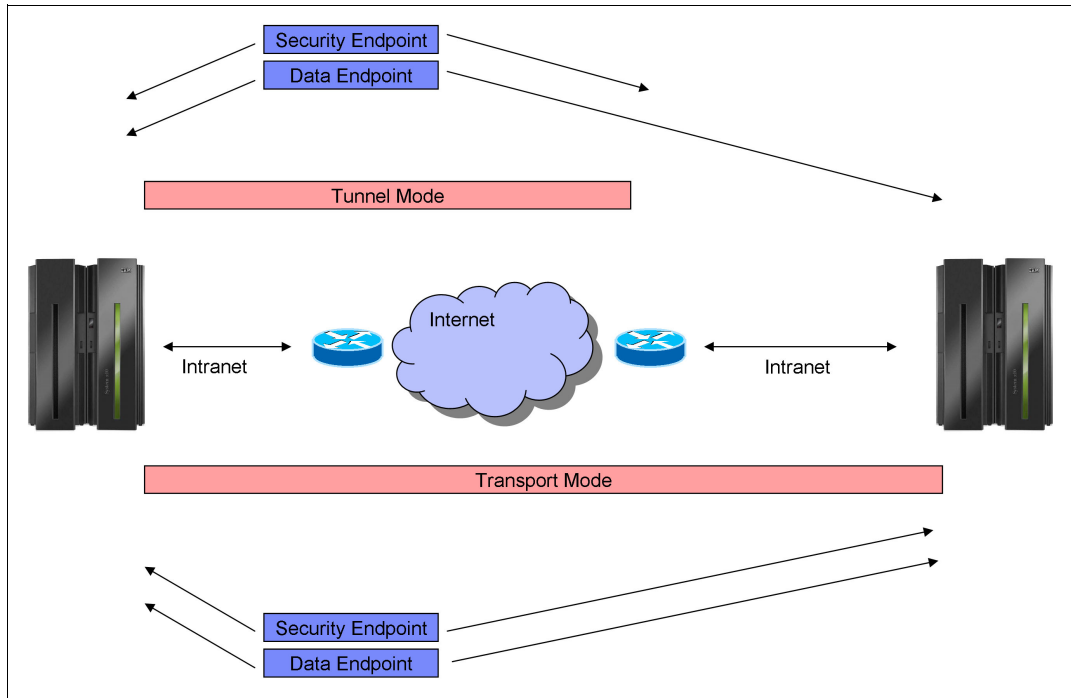 Security Endpoint
Data Endpoint
Tunnel Mode
Internet
Intranet
Intranet
Transport Mode
Security Endpoint
Data Endpoint